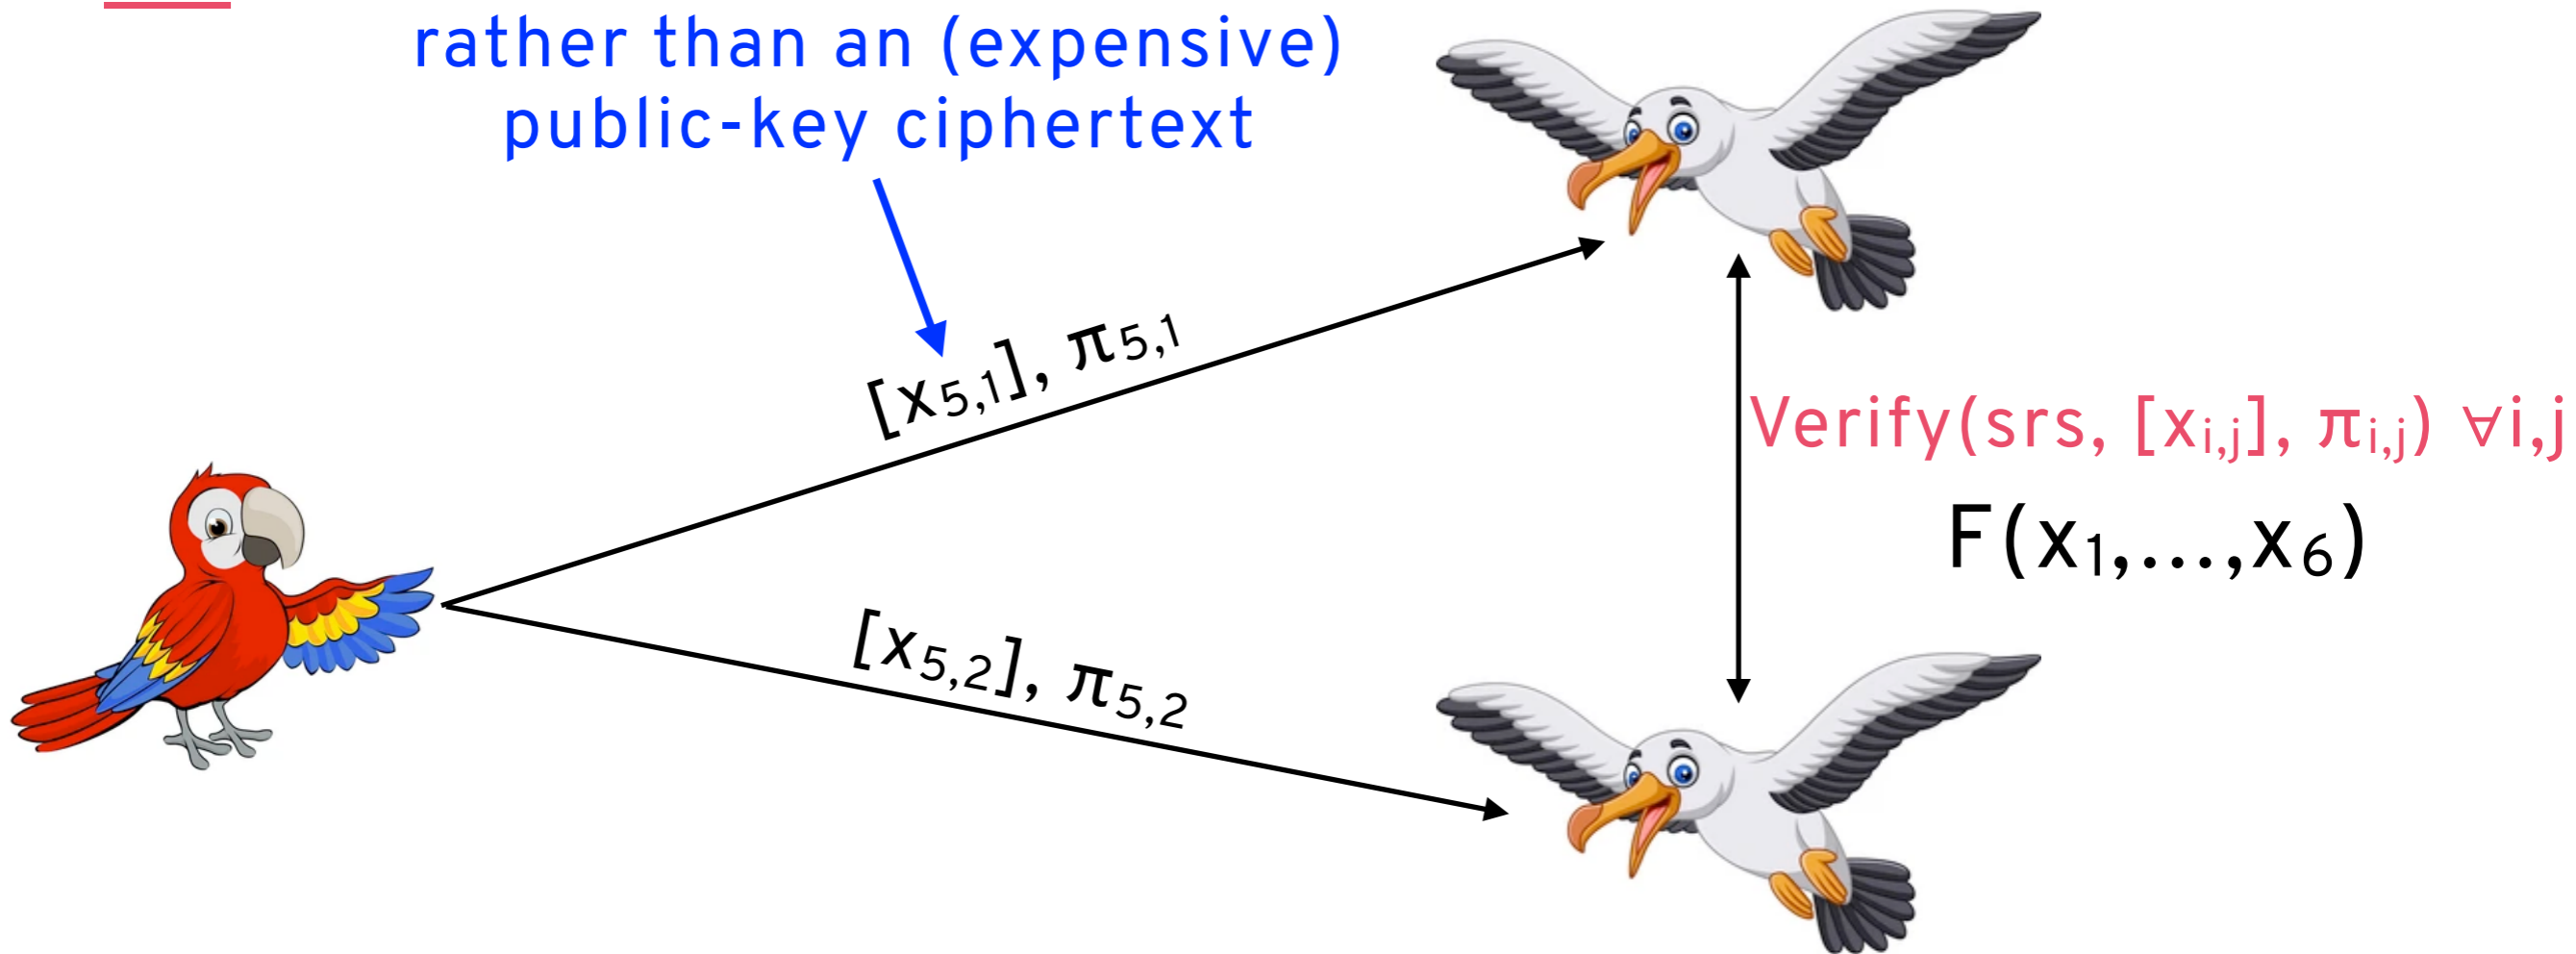 rather than an (expensive)
public-key ciphertext
[x₅,₁], π₅,₁
Verify(srs, [xᵢ,ⱼ], πᵢ,ⱼ) ∀i,j
F(x₁,...,x₆)
[x₅,₂], π₅,₂